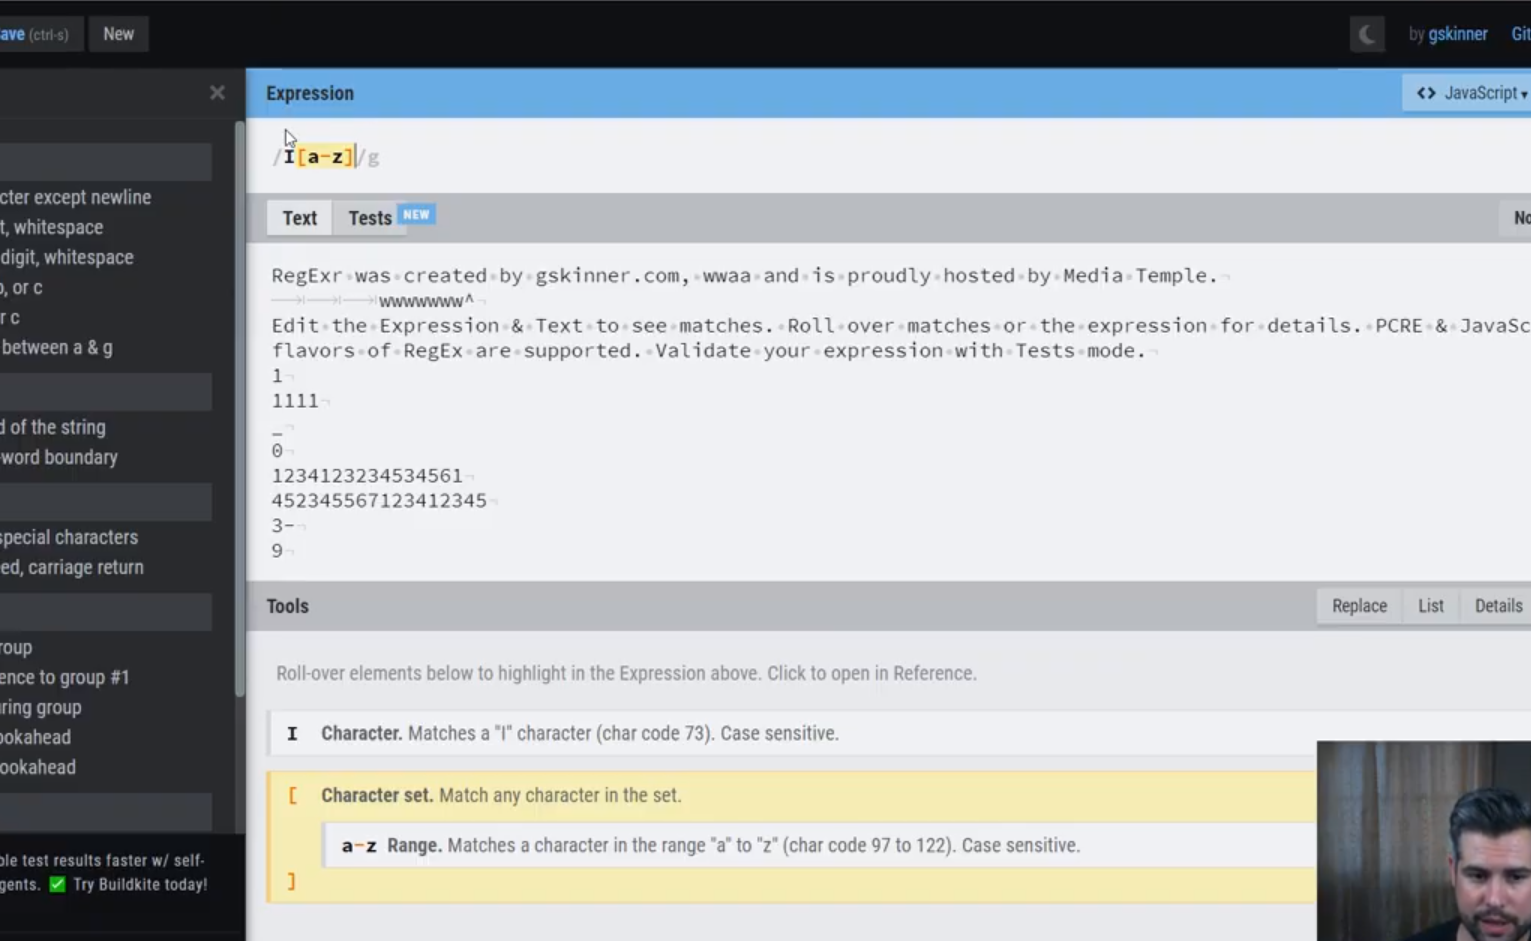 ave (ctrl-s) New by gskinner Git
Expression <> JavaScript ▾
/I[a-z]/g
cter except newline
t, whitespace
digit, whitespace
, or c
r c
between a & g
d of the string
-word boundary
special characters
ed, carriage return
roup
ence to group #1
uring group
ookahead
ookahead
ble test results faster w/ self-
gents. ✅ Try Buildkite today!
Text Tests NEW No
RegExr was created by gskinner.com, wwaa and is proudly hosted by Media Temple.
wwwwwww^
Edit the Expression & Text to see matches. Roll over matches or the expression for details. PCRE & JavaSc
flavors of RegEx are supported. Validate your expression with Tests mode.
1
1111
_
0
1234123234534561
452345567123412345
3-
9
Tools Replace List Details
Roll-over elements below to highlight in the Expression above. Click to open in Reference.
I Character. Matches a "I" character (char code 73). Case sensitive.
[ Character set. Match any character in the set.
a-z Range. Matches a character in the range "a" to "z" (char code 97 to 122). Case sensitive.
]